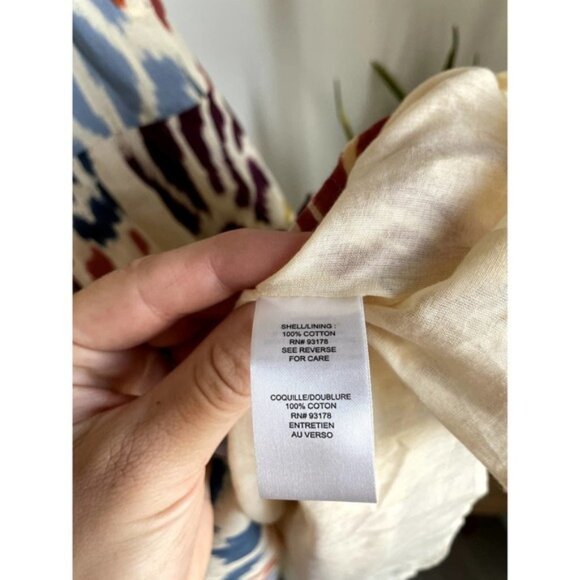 SHELL/LINING :
100% COTTON
RN# 93178
SEE REVERSE
FOR CARE
COQUILLE/DOUBLURE
100% COTON
RN# 93178
ENTRETIEN
AU VERSO